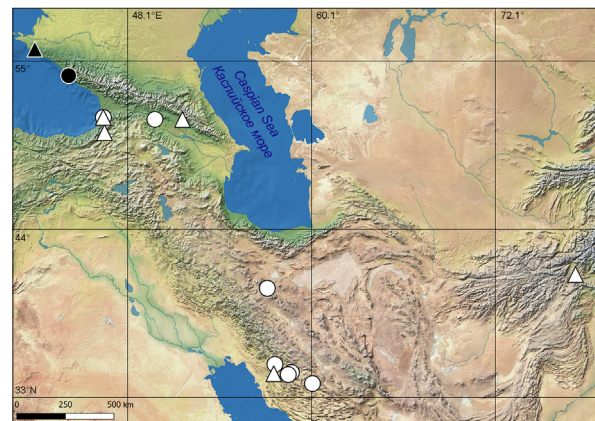 48.1°E
60.1°
72.1°
55°
Caspian Sea
Каспийское море
44°
33°N
0 250 500 km